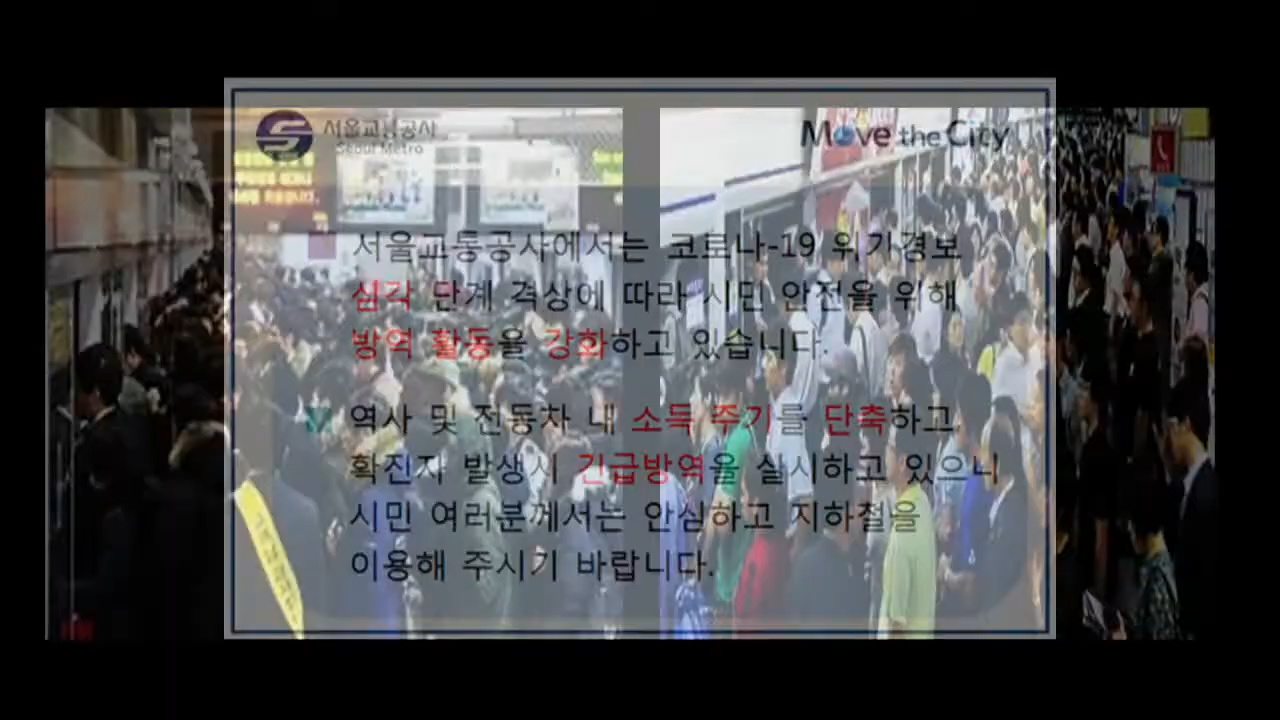 서울교통공사
Seoul Metro
Move the City
서울교통공사에서는 코로나-19 위기경보
심각 단계 격상에 따라 시민 안전을 위해
방역 활동을 강화하고 있습니다.
역사 및 전동차 내 소독 주기를 단축하고
확진자 발생시 긴급방역을 실시하고 있으니
시민 여러분께서는 안심하고 지하철을
이용해 주시기 바랍니다.